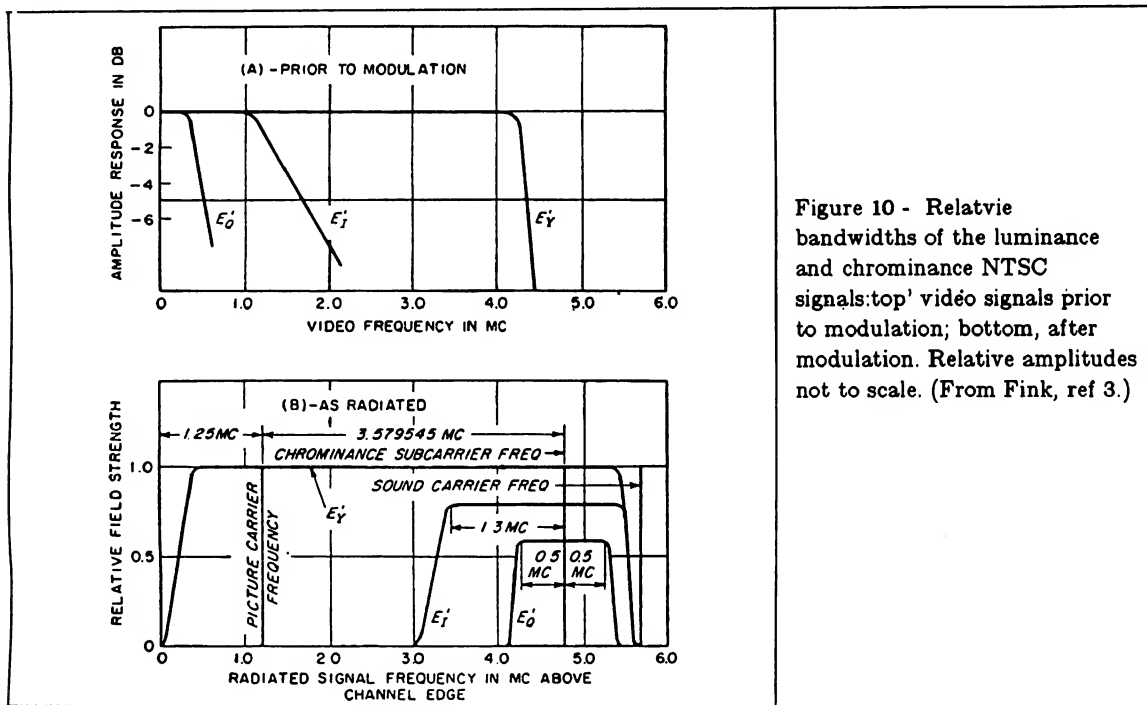 (A) - PRIOR TO MODULATION
AMPLITUDE RESPONSE IN DB
0
-2
-4
-6
E'Q
E'I
E'Y
0 1.0 2.0 3.0 4.0 5.0 6.0
VIDEO FREQUENCY IN MC
(B)-AS RADIATED
RELATIVE FIELD STRENGTH
1.25MC
3.579545 MC
CHROMINANCE SUBCARRIER FREQ
1.0
SOUND CARRIER FREQ
E'Y
PICTURE CARRIER
FREQUENCY
1.3 MC
0.5
0.5 0.5
MC MC
E'I
E'Q
0
0 1.0 2.0 3.0 4.0 5.0 6.0
RADIATED SIGNAL FREQUENCY IN MC ABOVE
CHANNEL EDGE
Figure 10 - Relatvie
bandwidths of the luminance
and chrominance NTSC
signals:top' video signals prior
to modulation; bottom, after
modulation. Relative amplitudes
not to scale. (From Fink, ref 3.)